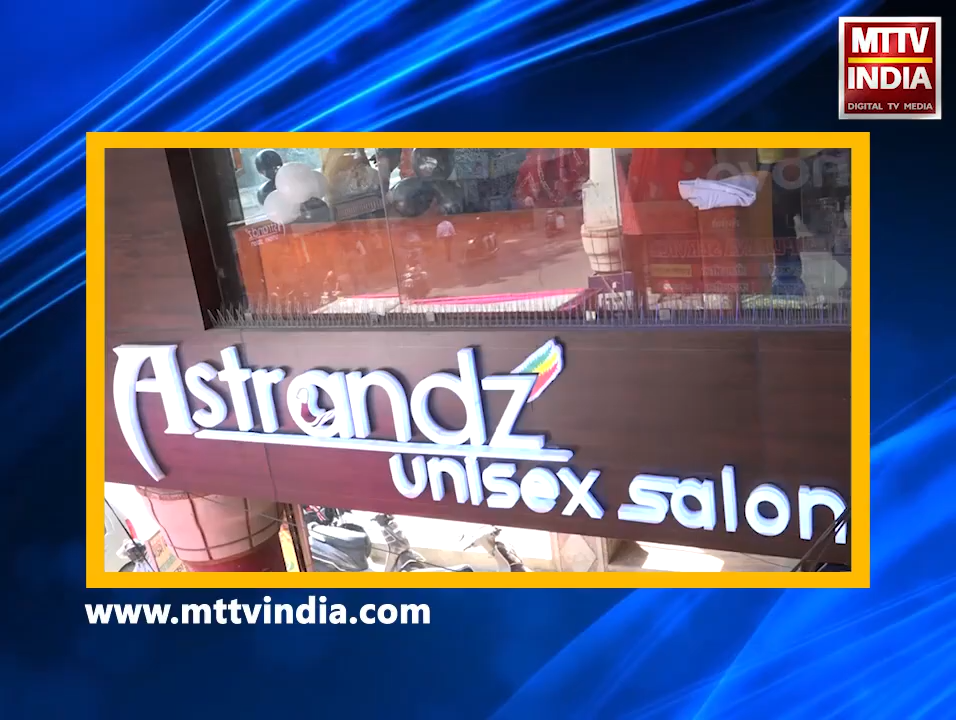 MTTV
INDIA
DIGITAL TV MEDIA
Astrandz
unisex salon
www.mttvindia.com